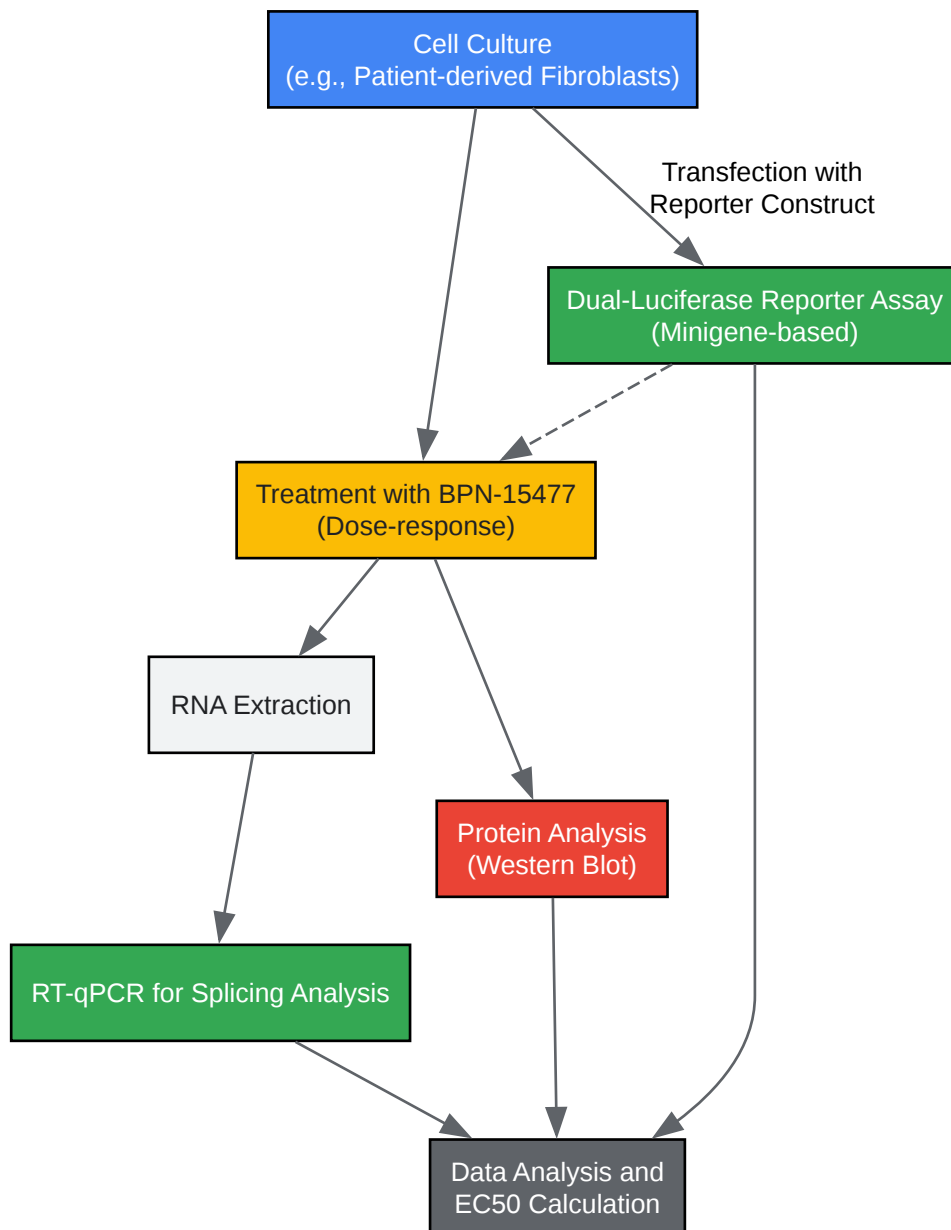 Cell Culture
(e.g., Patient-derived Fibroblasts)
Transfection with
Reporter Construct
Dual-Luciferase Reporter Assay
(Minigene-based)
Treatment with BPN-15477
(Dose-response)
RNA Extraction
Protein Analysis
(Western Blot)
RT-qPCR for Splicing Analysis
Data Analysis and
EC50 Calculation